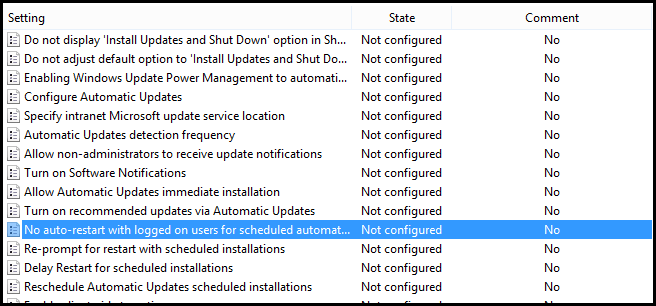 Setting State Comment
Do not display 'Install Updates and Shut Down' option in Sh... Not configured No
Do not adjust default option to 'Install Updates and Shut Do... Not configured No
Enabling Windows Update Power Management to automati... Not configured No
Configure Automatic Updates Not configured No
Specify intranet Microsoft update service location Not configured No
Automatic Updates detection frequency Not configured No
Allow non-administrators to receive update notifications Not configured No
Turn on Software Notifications Not configured No
Allow Automatic Updates immediate installation Not configured No
Turn on recommended updates via Automatic Updates Not configured No
No auto-restart with logged on users for scheduled automat... Not configured No
Re-prompt for restart with scheduled installations Not configured No
Delay Restart for scheduled installations Not configured No
Reschedule Automatic Updates scheduled installations Not configured No